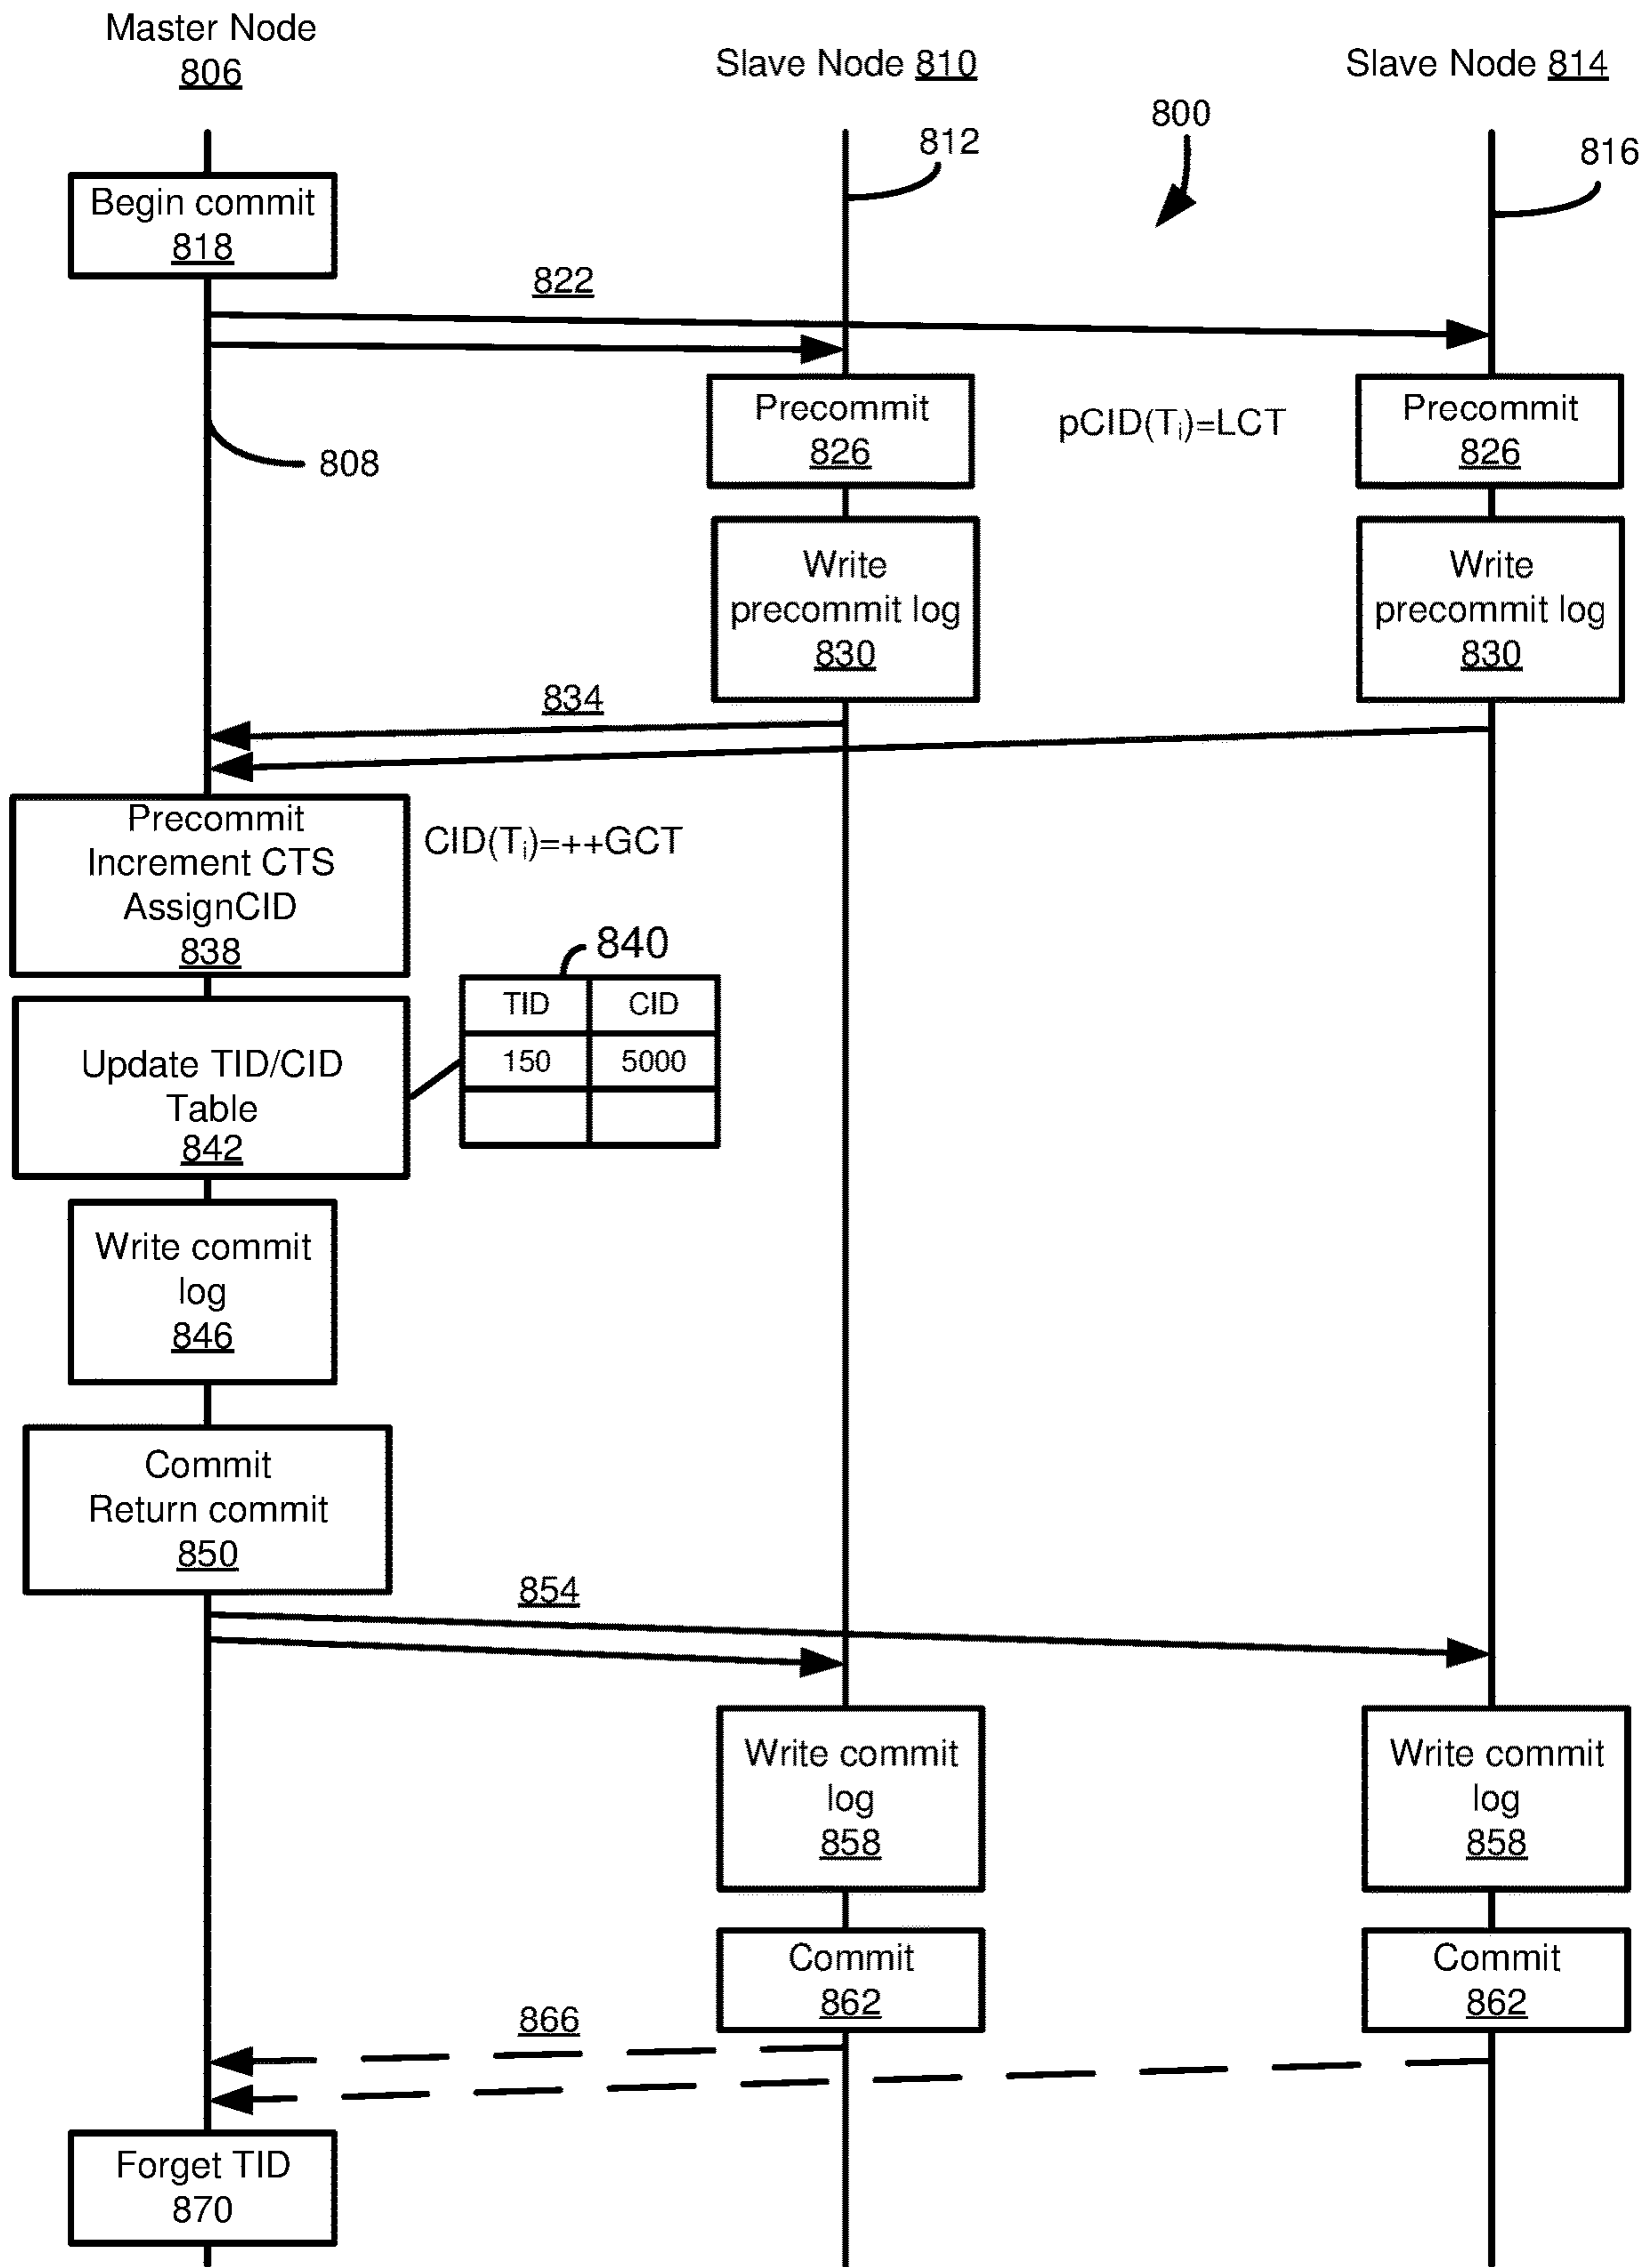 Master Node
806
Slave Node 810
Slave Node 814
800
812
816
Begin commit
818
822
Precommit
826
pCID(Ti)=LCT
Precommit
826
808
Write
precommit log
830
Write
precommit log
830
834
Precommit
Increment CTS
AssignCID
838
CID(Ti)=++GCT
840
TID CID
150 5000
Update TID/CID
Table
842
Write commit
log
846
Commit
Return commit
850
854
Write commit
log
858
Write commit
log
858
Commit
862
Commit
862
866
Forget TID
870